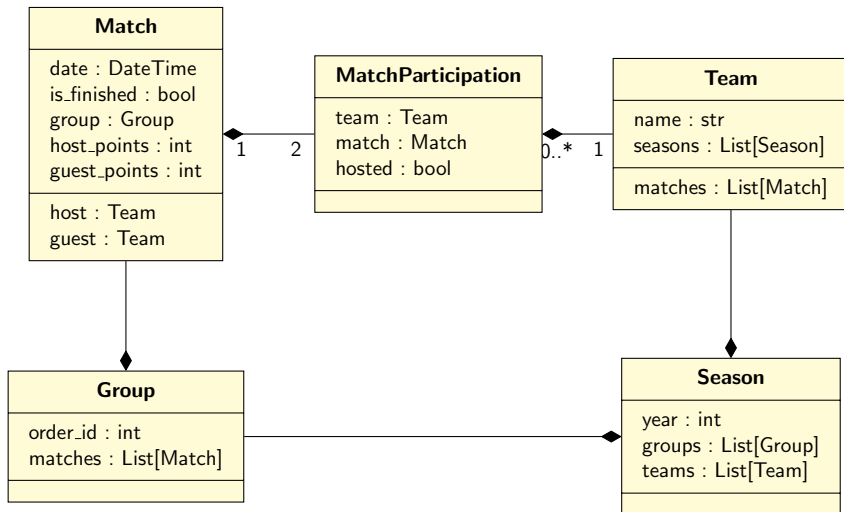 Match
date : DateTime
is_finished : bool
group : Group
host_points : int
guest_points : int
host : Team
guest : Team
1
2
MatchParticipation
team : Team
match : Match
hosted : bool
0..*
1
Team
name : str
seasons : List[Season]
matches : List[Match]
Group
order_id : int
matches : List[Match]
Season
year : int
groups : List[Group]
teams : List[Team]